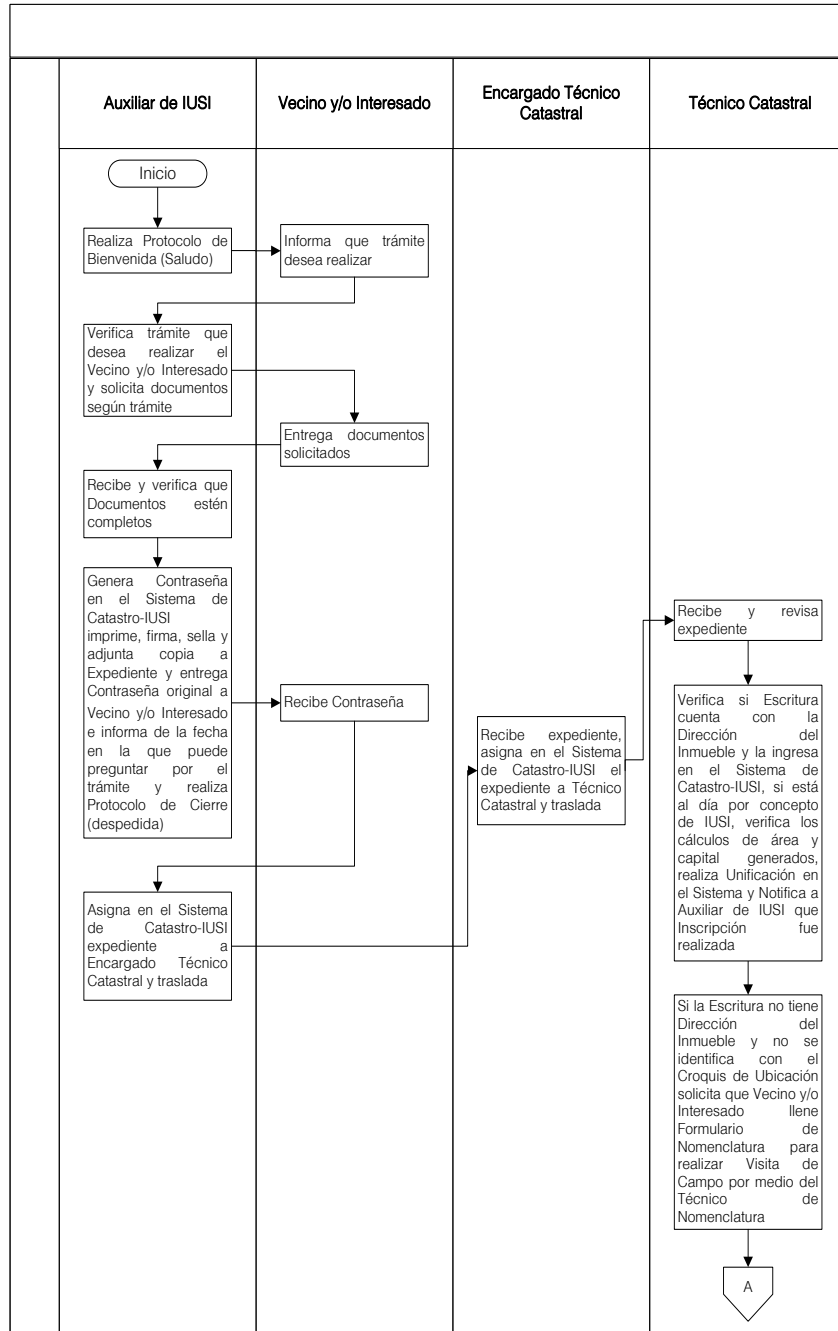 Auxiliar de IUSI
Vecino y/o Interesado
Encargado Técnico
Catastral
Técnico Catastral
Inicio
Realiza Protocolo de
Bienvenida (Saludo)
Informa que trámite
desea realizar
Verifica trámite que
desea realizar el
Vecino y/o Interesado
y solicita documentos
según trámite
Entrega documentos
solicitados
Recibe y verifica que
Documentos estén
completos
Genera Contraseña
en el Sistema de
Catastro-IUSI
imprime, firma, sella y
adjunta copia a
Expediente y entrega
Contraseña original a
Vecino y/o Interesado
e informa de la fecha
en la que puede
preguntar por el
trámite y realiza
Protocolo de Cierre
(despedida)
Recibe Contraseña
Asigna en el Sistema
de Catastro-IUSI
expediente a
Encargado Técnico
Catastral y traslada
Recibe expediente,
asigna en el Sistema
de Catastro-IUSI el
expediente a Técnico
Catastral y traslada
Recibe y revisa
expediente
Verifica si Escritura
cuenta con la
Dirección del
Inmueble y la ingresa
en el Sistema de
Catastro-IUSI, si está
al día por concepto
de IUSI, verifica los
cálculos de área y
capital generados,
realiza Unificación en
el Sistema y Notifica a
Auxiliar de IUSI que
Inscripción fue
realizada
Si la Escritura no tiene
Dirección del
Inmueble y no se
identifica con el
Croquis de Ubicación
solicita que Vecino y/o
Interesado llene
Formulario de
Nomenclatura para
realizar Visita de
Campo por medio del
Técnico de
Nomenclatura
A